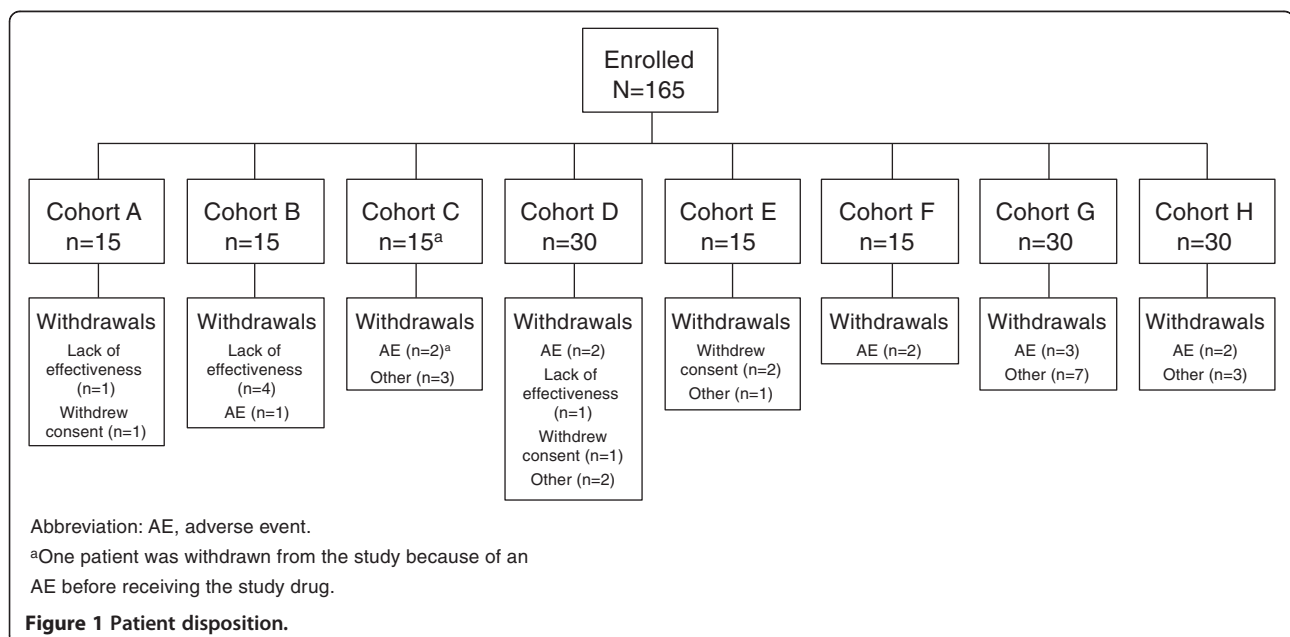 Enrolled
N=165
Cohort A
n=15
Cohort B
n=15
Cohort C
n=15ᵃ
Cohort D
n=30
Cohort E
n=15
Cohort F
n=15
Cohort G
n=30
Cohort H
n=30
Withdrawals
Lack of
effectiveness
(n=1)
Withdrew
consent (n=1)
Withdrawals
Lack of
effectiveness
(n=4)
AE (n=1)
Withdrawals
AE (n=2)ᵃ
Other (n=3)
Withdrawals
AE (n=2)
Lack of
effectiveness
(n=1)
Withdrew
consent (n=1)
Other (n=2)
Withdrawals
Withdrew
consent (n=2)
Other (n=1)
Withdrawals
AE (n=2)
Withdrawals
AE (n=3)
Other (n=7)
Withdrawals
AE (n=2)
Other (n=3)
Abbreviation: AE, adverse event.
ᵃOne patient was withdrawn from the study because of an
AE before receiving the study drug.
Figure 1 Patient disposition.